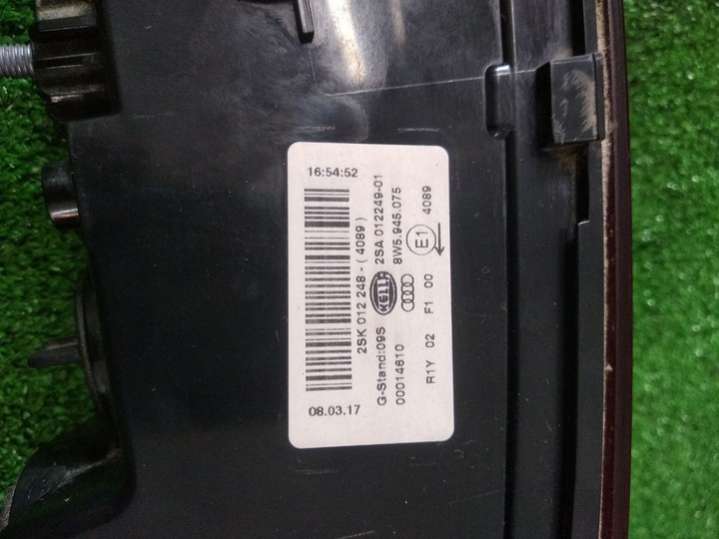 16:54:52
08.03.17
2SK 012 248-(4089)
G-Stand:09S
HELLA
2SA 012249-01
00014610
8W5.945.075
R1Y 02 F1 00
E1
4089